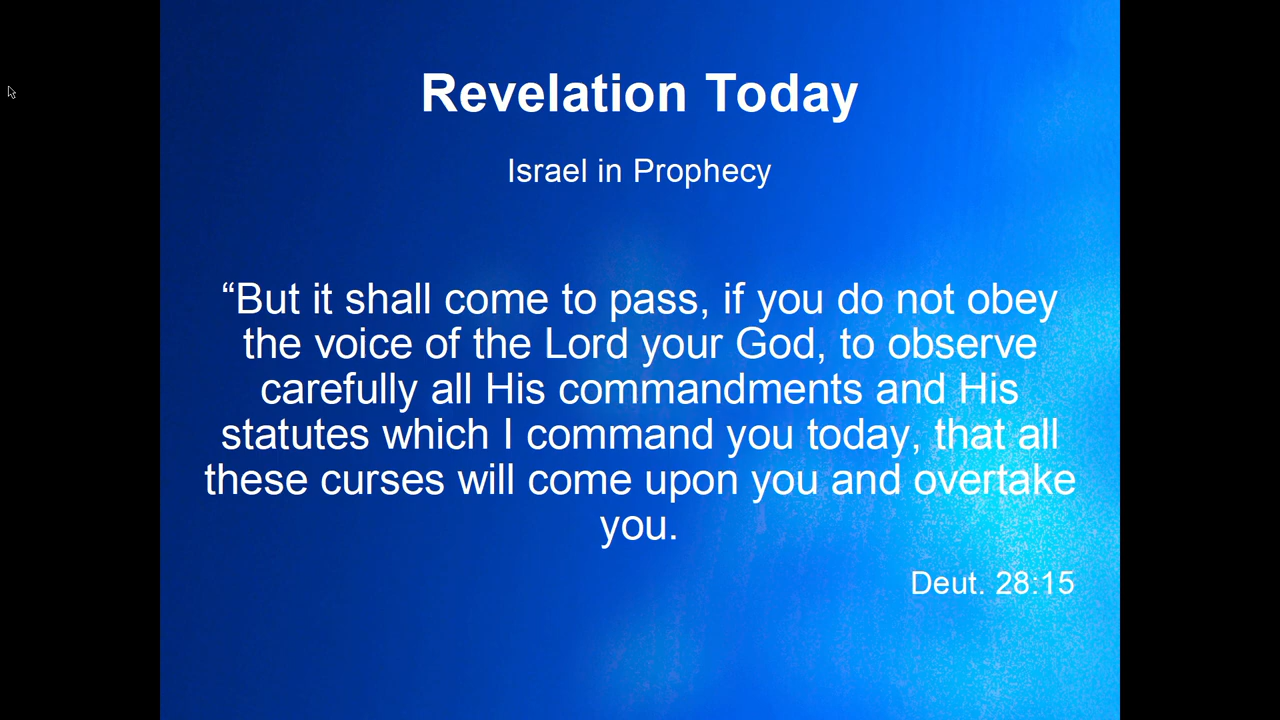 Revelation Today
Israel in Prophecy
“But it shall come to pass, if you do not obey
the voice of the Lord your God, to observe
carefully all His commandments and His
statutes which I command you today, that all
these curses will come upon you and overtake
you.
Deut. 28:15